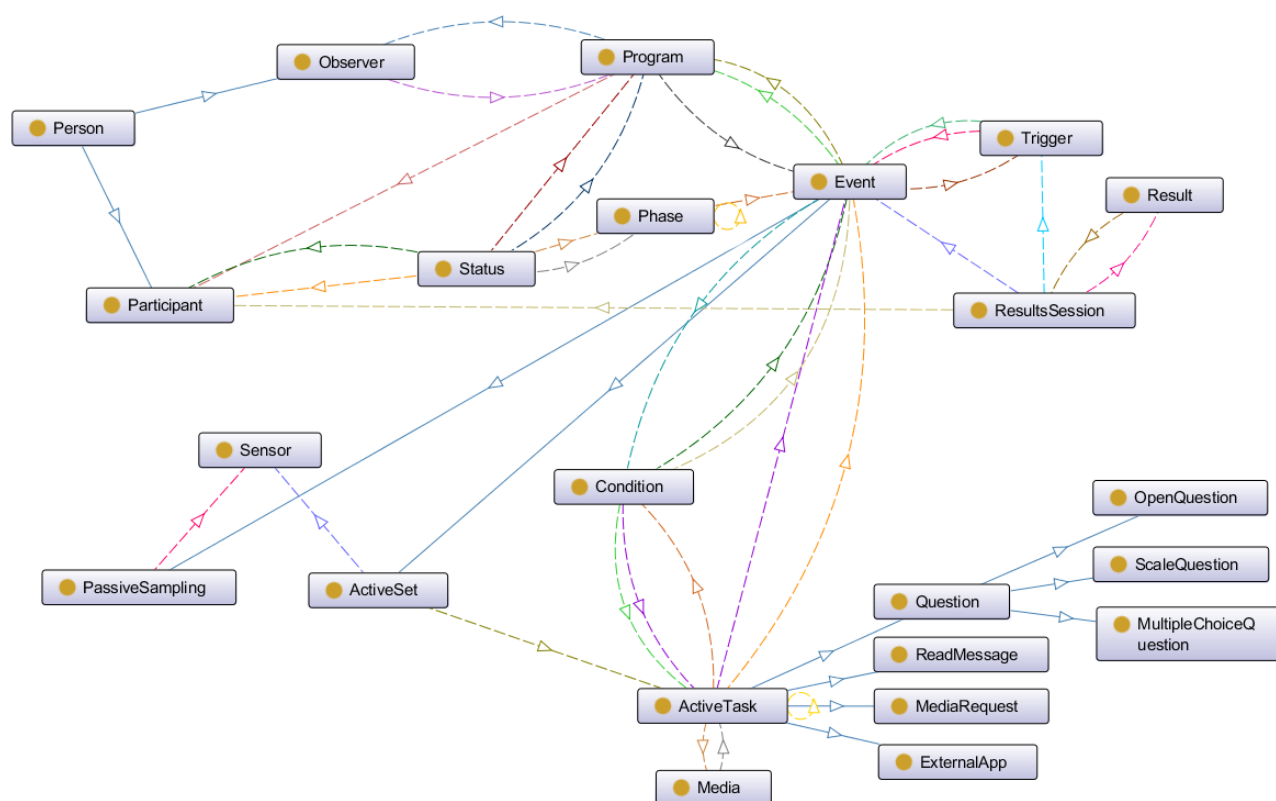 Program
Observer
Person
Trigger
Event
Result
Phase
Status
Participant
ResultsSession
Sensor
Condition
OpenQuestion
ScaleQuestion
PassiveSampling
ActiveSet
Question
MultipleChoiceQ
uestion
ReadMessage
ActiveTask
MediaRequest
ExternalApp
Media